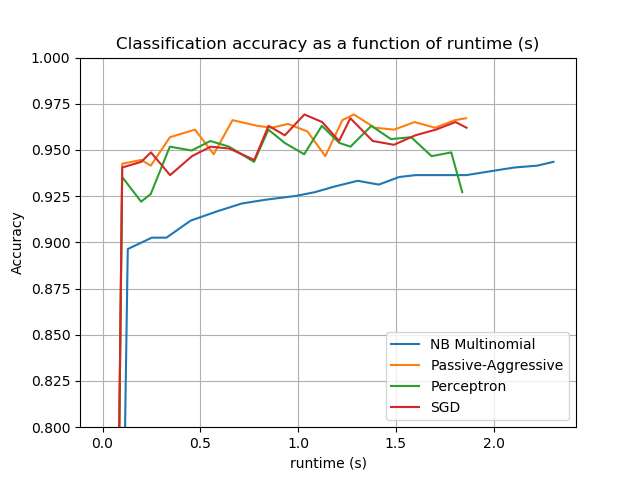 Classification accuracy as a function of runtime (s)
1.000
0.975
0.950
0.925
0.900
0.875
0.850
0.825
0.800
Accuracy
NB Multinomial
Passive-Aggressive
Perceptron
SGD
0.0 0.5 1.0 1.5 2.0
runtime (s)